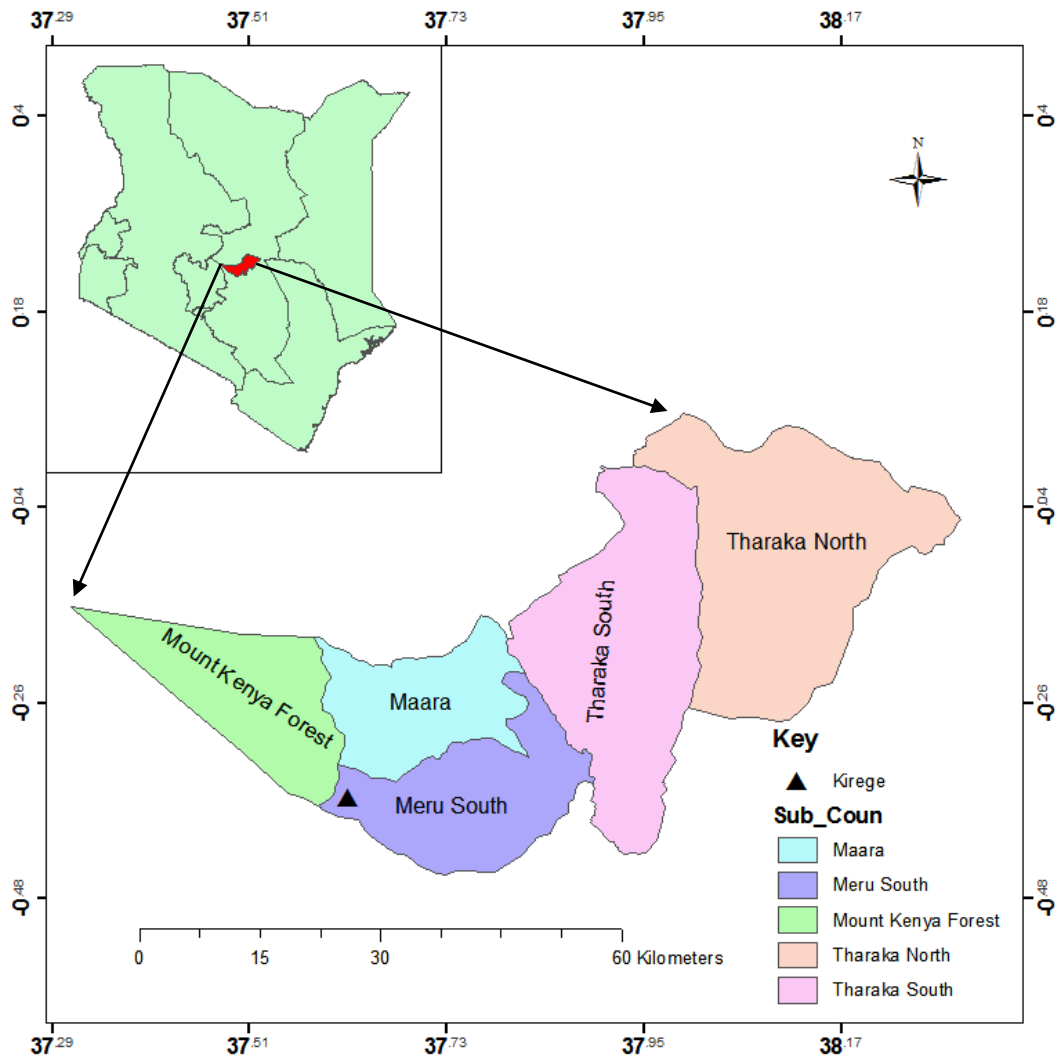 37.29 37.51 37.73 37.95 38.17
0.4 0.4
N
0.18 0.18
-0.04 -0.04
Tharaka North
Tharaka South
Mount Kenya Forest
Maara
-0.26 -0.26
Meru South
Key
Kirege
Sub_Coun
Maara
Meru South
Mount Kenya Forest
Tharaka North
Tharaka South
-0.48 -0.48
0 15 30 60 Kilometers
37.29 37.51 37.73 37.95 38.17